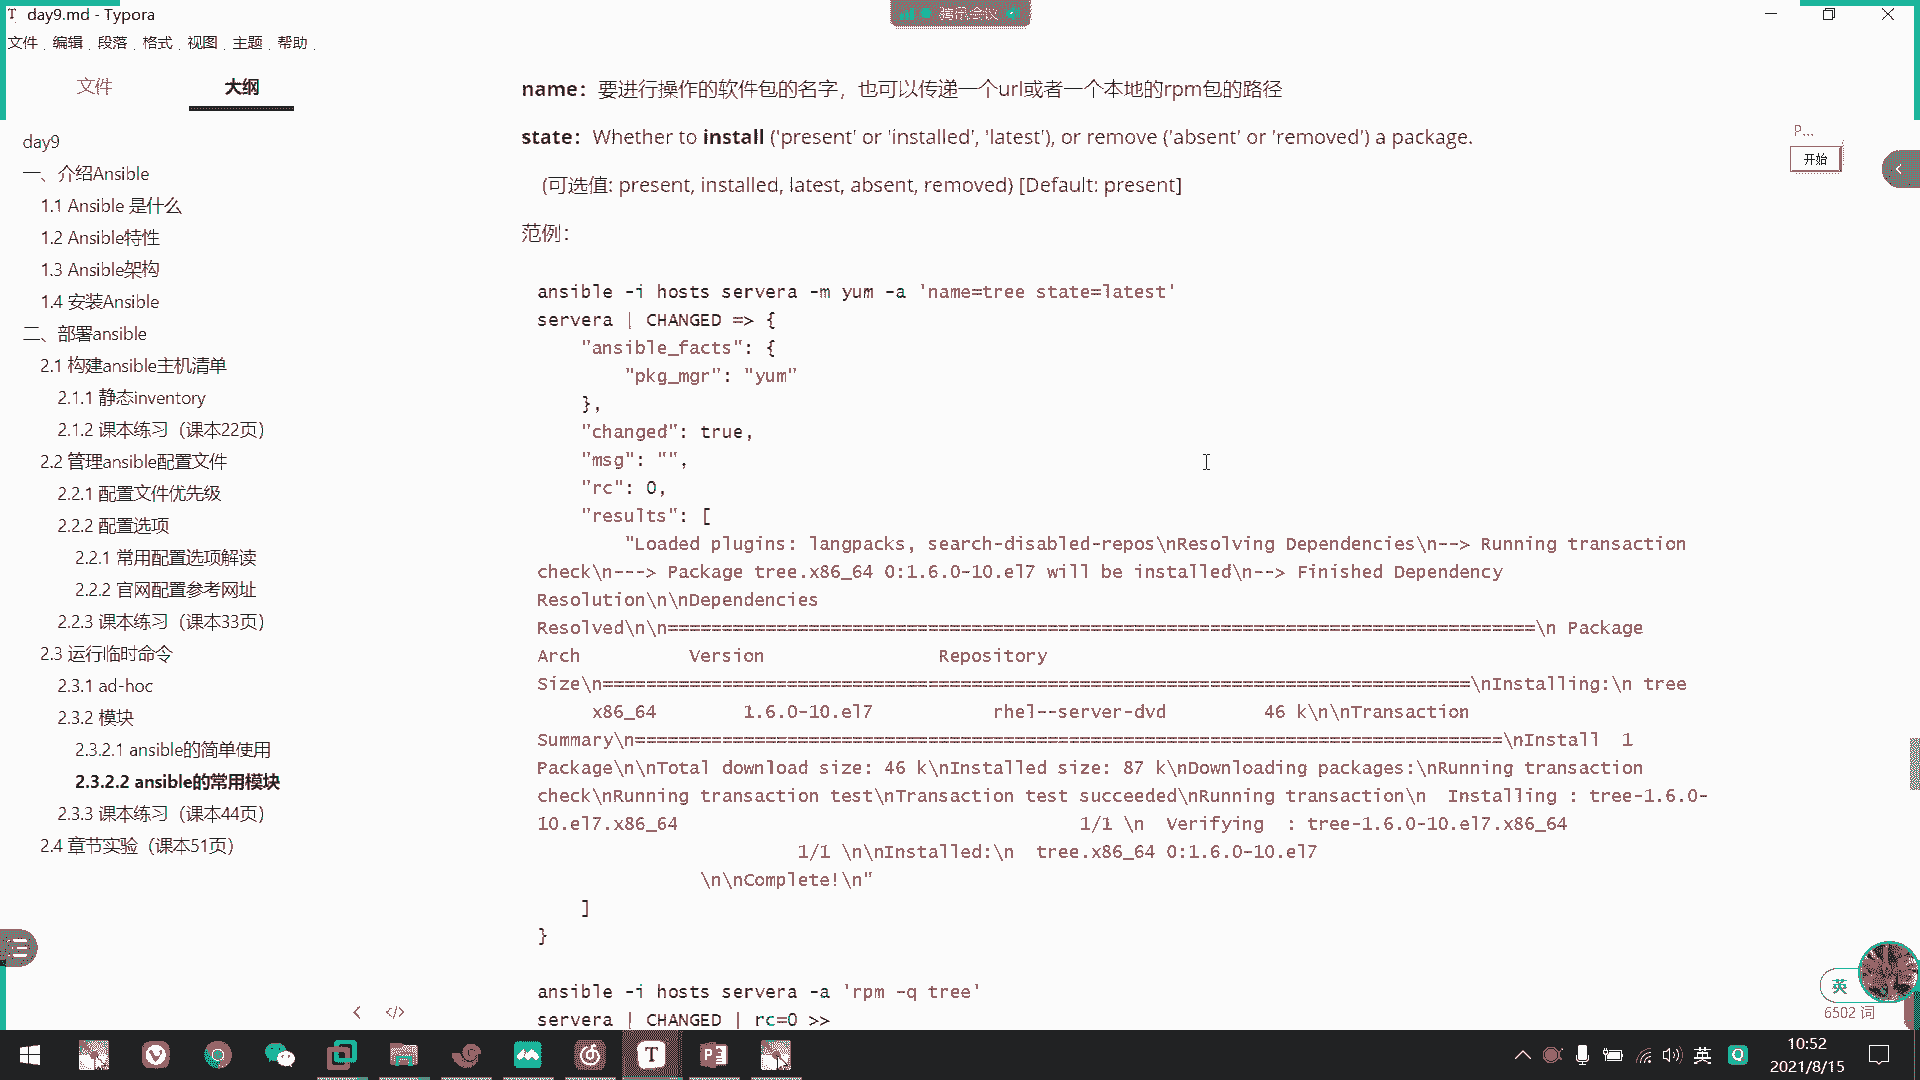 day9.md - Typora
腾讯会议
文件 编辑 段落 格式 视图 主题 帮助
文件 大纲
day9
一、介绍Ansible
1.1 Ansible 是什么
1.2 Ansible特性
1.3 Ansible架构
1.4 安装Ansible
二、部署ansible
2.1 构建ansible主机清单
2.1.1 静态inventory
2.1.2 课本练习（课本22页）
2.2 管理ansible配置文件
2.2.1 配置文件优先级
2.2.2 配置选项
2.2.1 常用配置选项解读
2.2.2 官网配置参考网址
2.2.3 课本练习（课本33页）
2.3 运行临时命令
2.3.1 ad-hoc
2.3.2 模块
2.3.2.1 ansible的简单使用
2.3.2.2 ansible的常用模块
2.3.3 课本练习（课本44页）
2.4 章节实验（课本51页）
name：要进行操作的软件包的名字，也可以传递一个url或者一个本地的rpm包的路径
state：Whether to install ('present' or 'installed', 'latest'), or remove ('absent' or 'removed') a package.
(可选值: present, installed, latest, absent, removed) [Default: present]
范例：
ansible -i hosts servera -m yum -a 'name=tree state=latest'
servera | CHANGED => {
"ansible_facts": {
"pkg_mgr": "yum"
},
"changed": true,
"msg": "",
"rc": 0,
"results": [
"Loaded plugins: langpacks, search-disabled-repos\nResolving Dependencies\n--> Running transaction
check\n---> Package tree.x86_64 0:1.6.0-10.el7 will be installed\n--> Finished Dependency
Resolution\n\nDependencies
Resolved\n\n================================================================================\n Package
Arch Version Repository
Size\n================================================================================\nInstalling:\n tree
x86_64 1.6.0-10.el7 rhel--server-dvd 46 k\n\nTransaction
Summary\n================================================================================\nInstall 1
Package\n\nTotal download size: 46 k\nInstalled size: 87 k\nDownloading packages:\nRunning transaction
check\nRunning transaction test\nTransaction test succeeded\nRunning transaction\n Installing : tree-1.6.0-
10.el7.x86_64 1/1 \n Verifying : tree-1.6.0-10.el7.x86_64
1/1 \n\nInstalled:\n tree.x86_64 0:1.6.0-10.el7
\n\nComplete!\n"
]
}
ansible -i hosts servera -a 'rpm -q tree'
servera | CHANGED | rc=0 >>
P...
开始
英
6502 词
英
10:52
2021/8/15